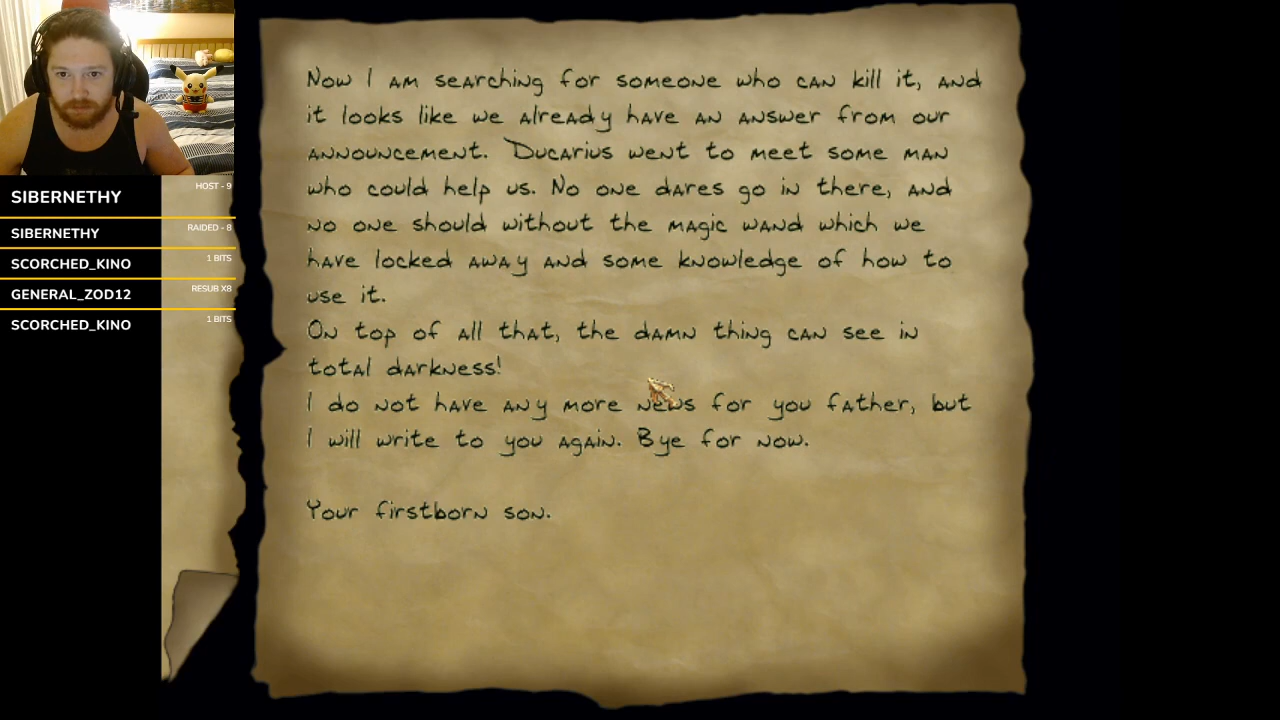 SIBERNETHY
HOST - 9
SIBERNETHY
RAIDED - 8
SCORCHED_KINO
1 BITS
GENERAL_ZOD12
RESUB X8
SCORCHED_KINO
1 BITS
Now I am searching for someone who can kill it, and
it looks like we already have an answer from our
announcement. Ducarius went to meet some man
who could help us. No one dares go in there, and
no one should without the magic wand which we
have locked away and some knowledge of how to
use it.
On top of all that, the damn thing can see in
total darkness!
I do not have any more news for you father, but
I will write to you again. Bye for now.
Your firstborn son.